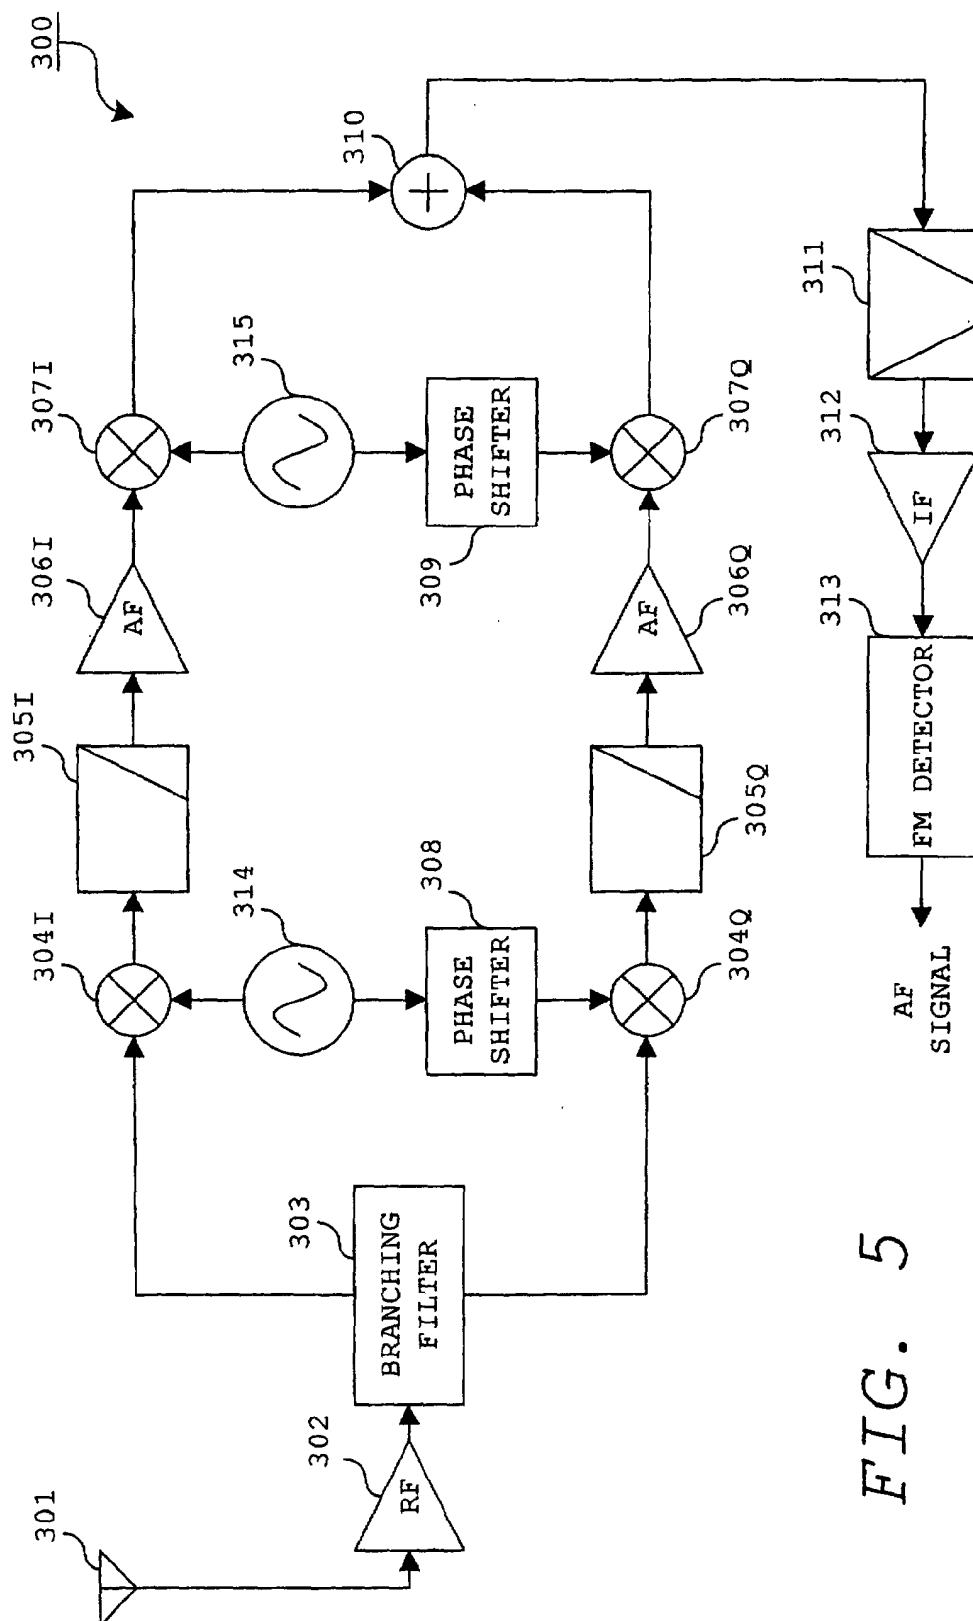 300
301
302
RF
303
BRANCHING
FILTER
304I
314
308
PHASE
SHIFTER
304Q
305I
305Q
306I
AF
306Q
AF
307I
315
309
PHASE
SHIFTER
307Q
310
311
312
IF
313
FM DETECTOR
AF
SIGNAL
FIG. 5